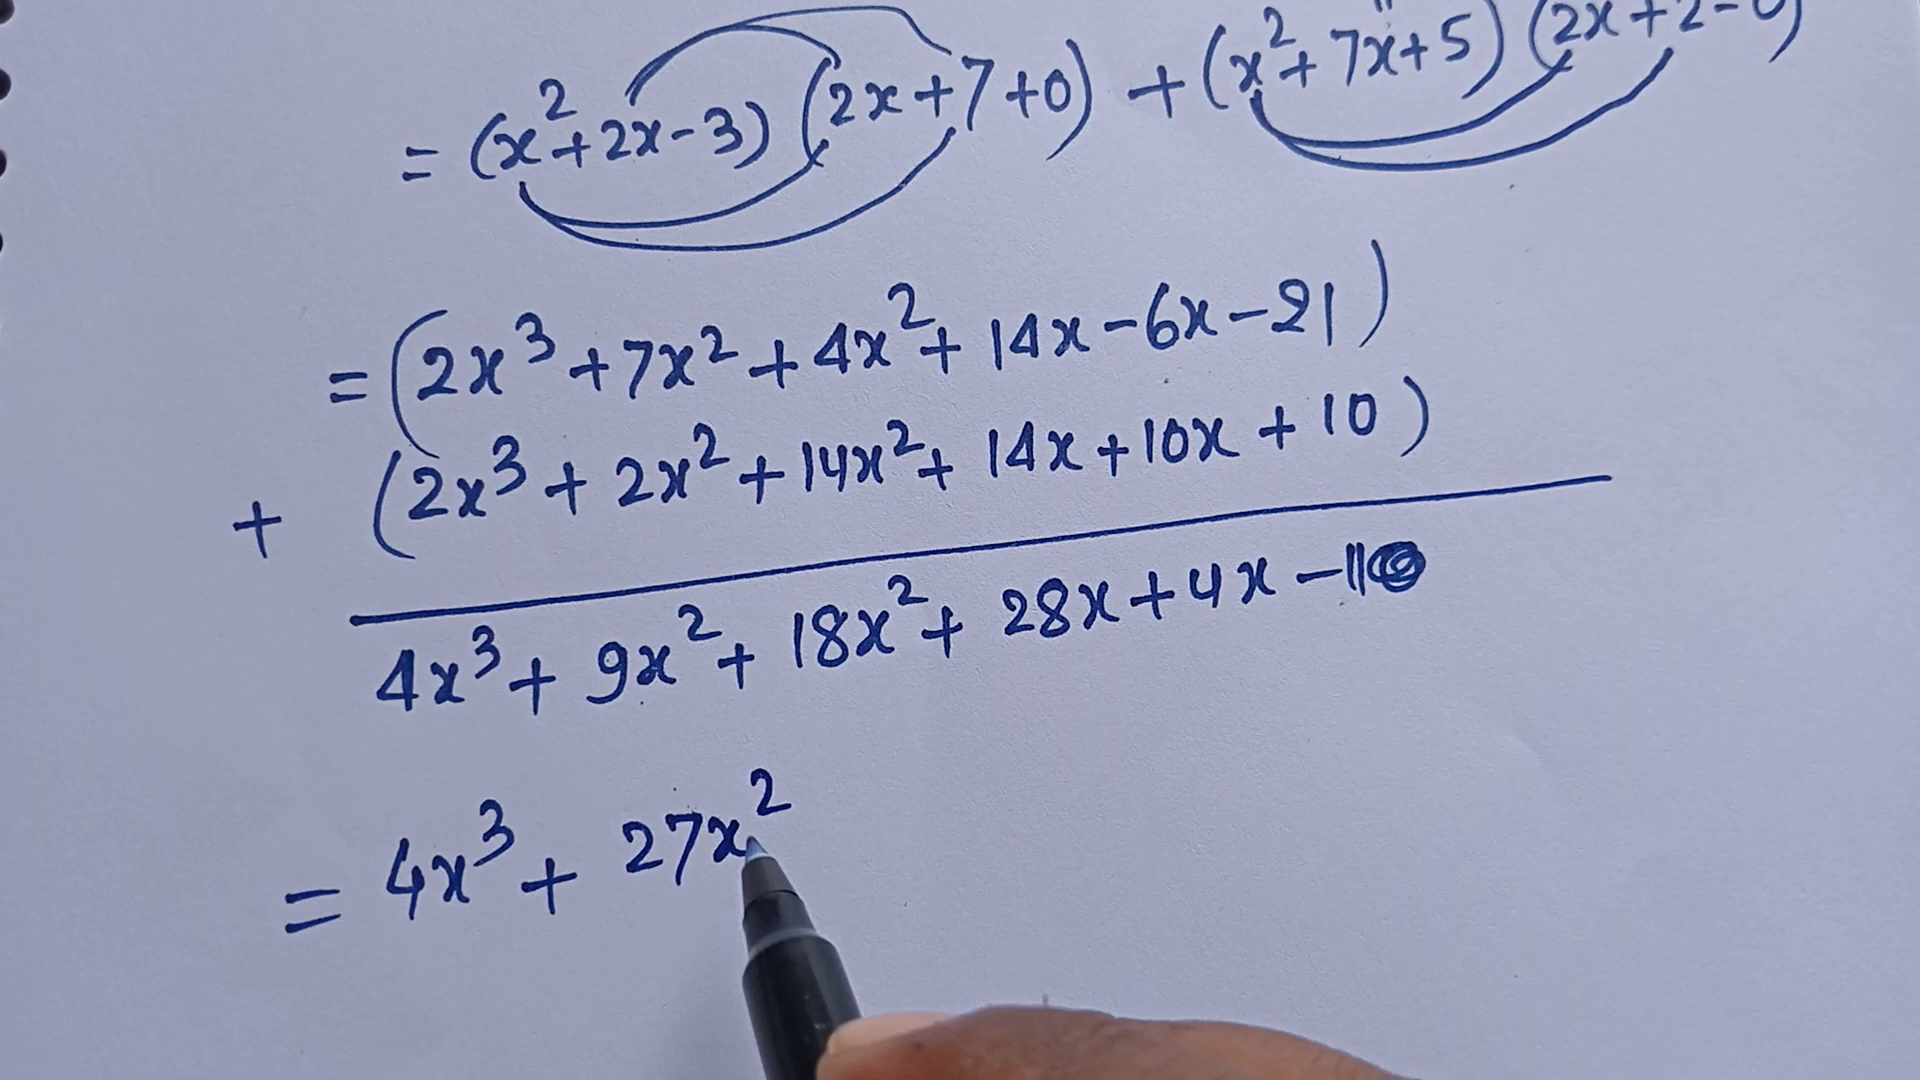 = (x²+2x-3) (2x+7+0) + (x²+7x+5) (2x+2-0)
= (2x³+7x²+4x²+14x-6x-21)
+ (2x³+2x²+14x²+14x+10x+10)
4x³+9x²+18x²+28x+4x-11
= 4x³+27x²